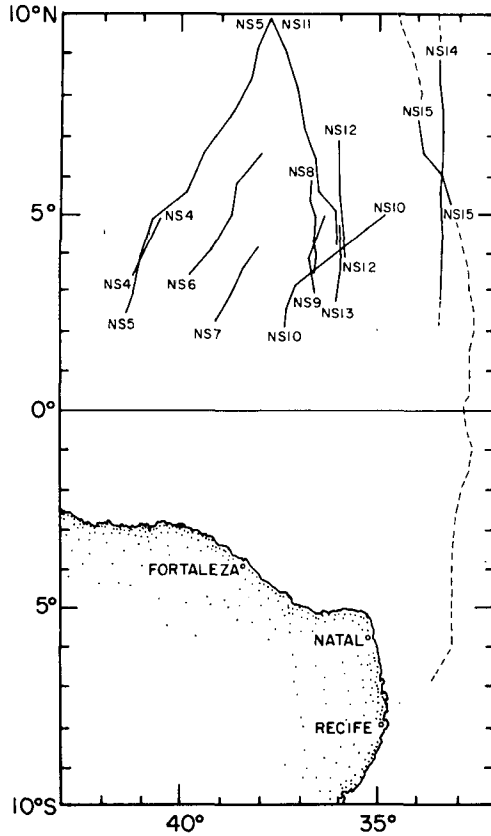 10°N
NS5
NS11
NS14
NS15
NS12
NS8
NS10
5°
NS4
NS15
NS4
NS6
NS12
NS5
NS7
NS9
NS13
NS10
0°
FORTALEZA
5°
NATAL
RECIFE
10°S
40°
35°